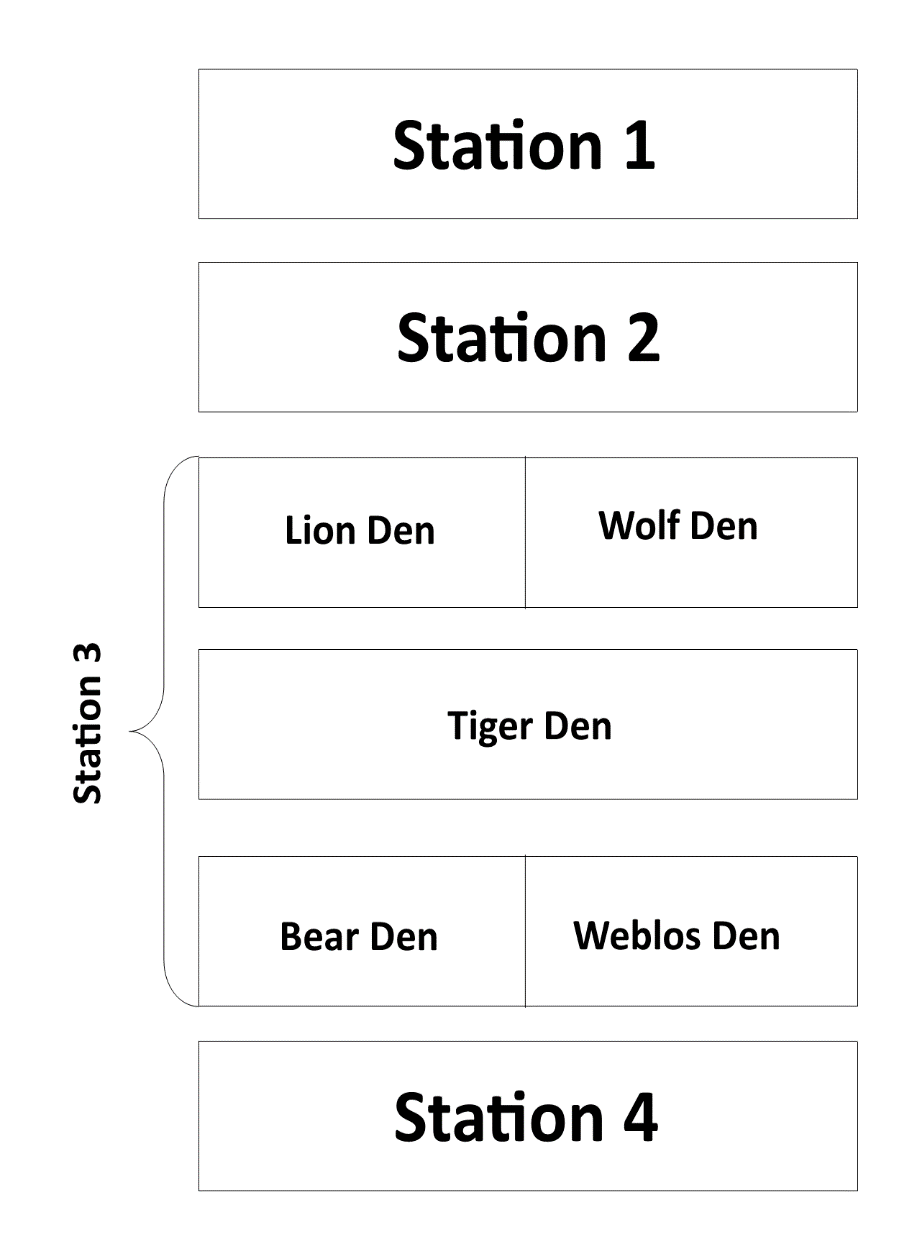 Station 1
Station 2
Station 3
Lion Den
Wolf Den
Tiger Den
Bear Den
Weblos Den
Station 4